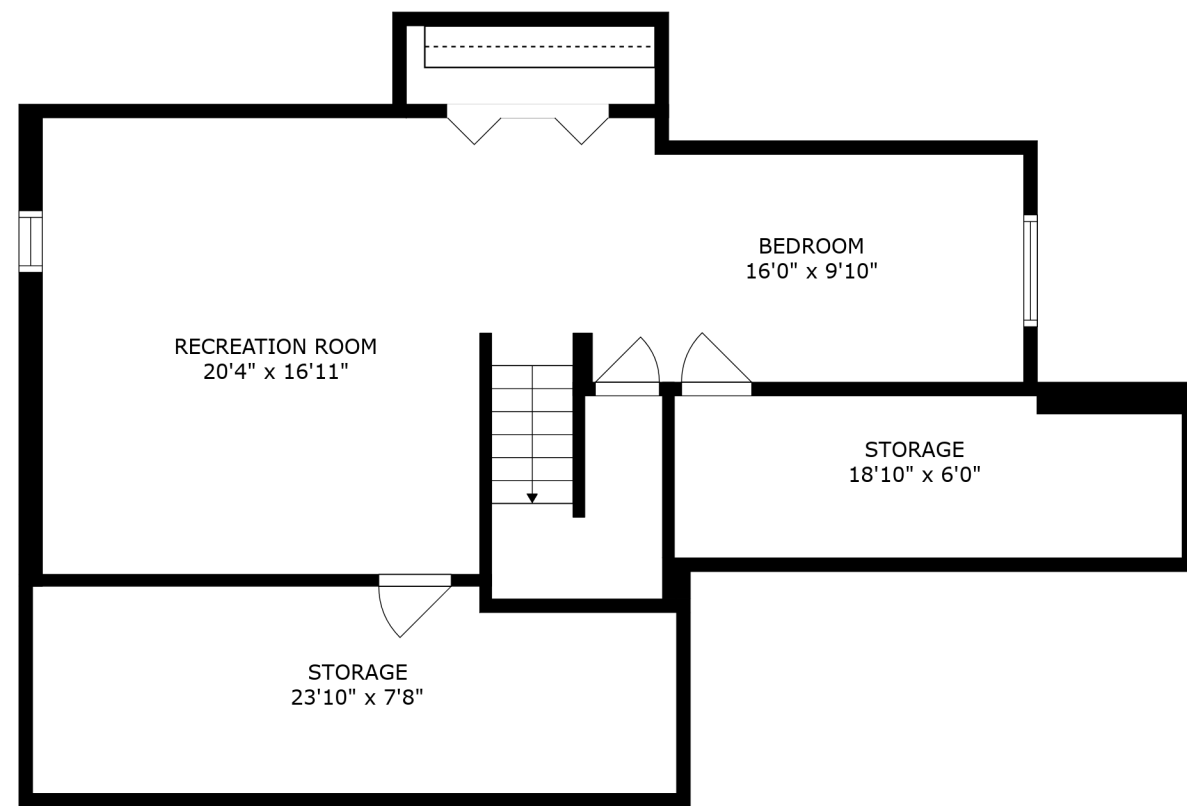 BEDROOM
16'0" x 9'10"
RECREATION ROOM
20'4" x 16'11"
STORAGE
18'10" x 6'0"
STORAGE
23'10" x 7'8"